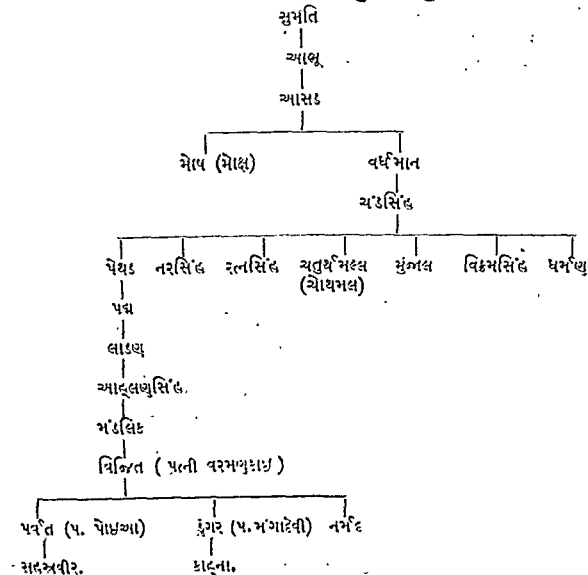 સુમતિ
આભૂ
આસડ
મોષ (મોક્ષ) વર્ધમાન
ચંડસિંહ
પેથડ નરસિંહ રત્નસિંહ ચતુર્થમલ્લ મુંજાલ વિક્રમસિંહ ધર્મણ
(ચોથમલ)
પદ્મ
લાડણ
આલ્હણસિંહ.
મંડલિક
વિજિત ( પત્ની વરમણકાઇ )
પર્વત (પ. પોઇઆ) ડુંગર (પ. મંગાદેવી) નર્મદ
સહસ્રવીર. કાન્હા.